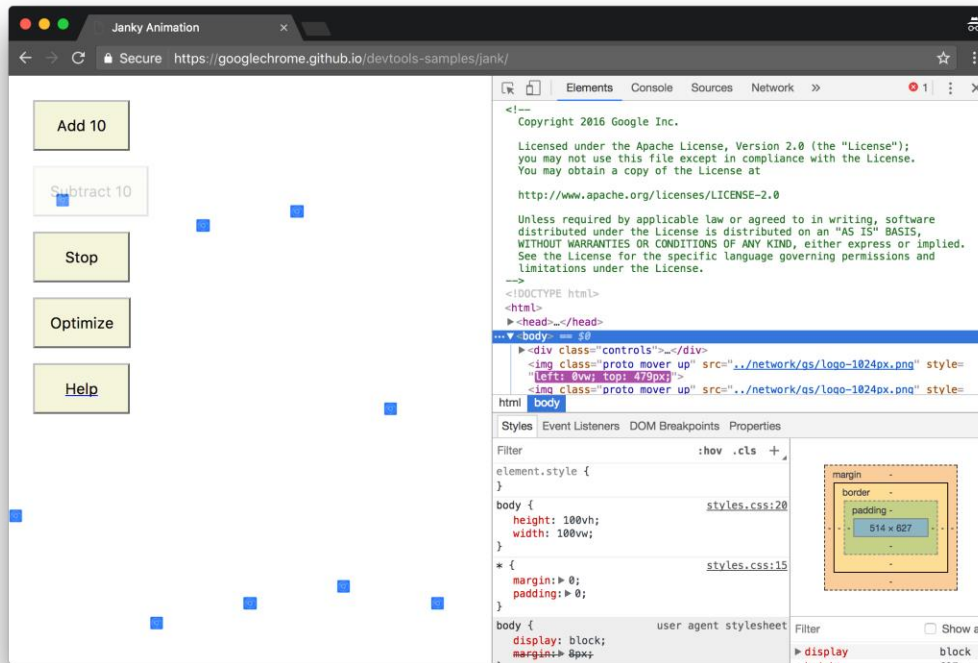 Janky Animation
Secure https://googlechrome.github.io/devtools-samples/jank/
Add 10
Subtract 10
Stop
Optimize
Help
Elements Console Sources Network » 1
<!--
Copyright 2016 Google Inc.
Licensed under the Apache License, Version 2.0 (the "License");
you may not use this file except in compliance with the License.
You may obtain a copy of the License at
http://www.apache.org/licenses/LICENSE-2.0
Unless required by applicable law or agreed to in writing, software
distributed under the License is distributed on an "AS IS" BASIS,
WITHOUT WARRANTIES OR CONDITIONS OF ANY KIND, either express or implied.
See the License for the specific language governing permissions and
limitations under the License.
-->
<!DOCTYPE html>
<html>
<head>…</head>
<body> == $0
<div class="controls">…</div>
<img class="proto mover up" src="../network/gs/logo-1024px.png" style=
"left: 0vw; top: 479px;">
<img class="proto mover up" src="../network/gs/logo-1024px.png" style=
html body
Styles Event Listeners DOM Breakpoints Properties
Filter :hov .cls +
element.style {
}
body { styles.css:20
height: 100vh;
width: 100vw;
}
* { styles.css:15
margin: 0;
padding: 0;
}
body { user agent stylesheet
display: block;
margin: 8px;
margin -
border -
padding -
514 × 627
Filter Show a
display block